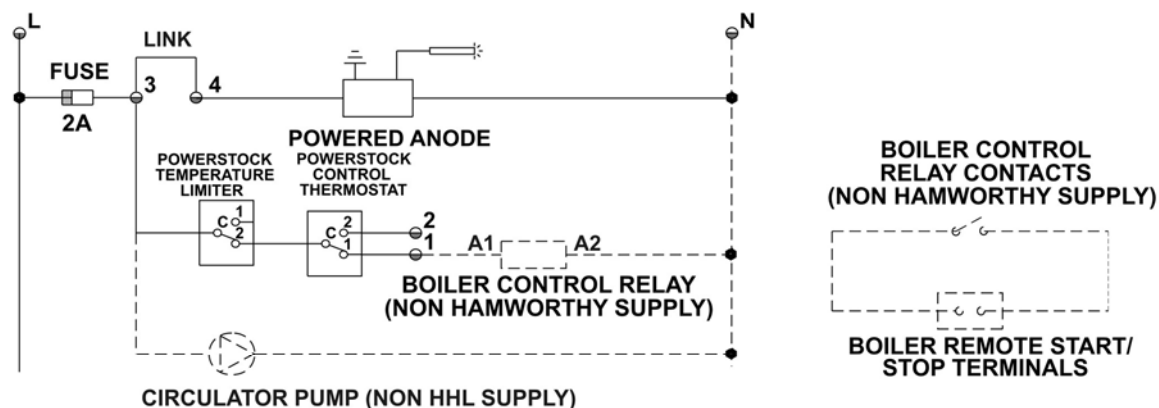 L
N
LINK
FUSE
3
4
2A
POWERED ANODE
POWERSTOCK
TEMPERATURE
LIMITER
POWERSTOCK
CONTROL
THERMOSTAT
C 1
2
C 2
1
2
1
A1 A2
BOILER CONTROL RELAY
(NON HAMWORTHY SUPPLY)
CIRCULATOR PUMP (NON HHL SUPPLY)
BOILER CONTROL
RELAY CONTACTS
(NON HAMWORTHY SUPPLY)
BOILER REMOTE START/
STOP TERMINALS